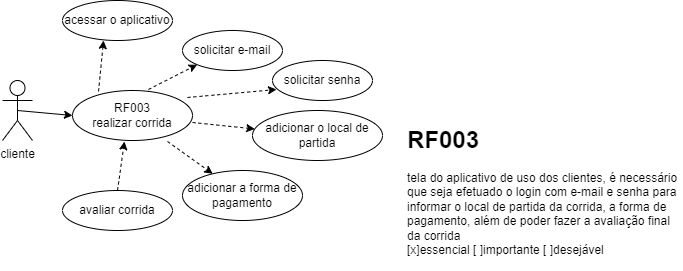 acessar o aplicativo
solicitar e-mail
solicitar senha
RF003
realizar corrida
adicionar o local de
partida
cliente
adicionar a forma de
pagamento
avaliar corrida
RF003
tela do aplicativo de uso dos clientes, é necessário
que seja efetuado o login com e-mail e senha para
informar o local de partida da corrida, a forma de
pagamento, além de poder fazer a avaliação final
da corrida
[x]essencial [ ]importante [ ]desejável